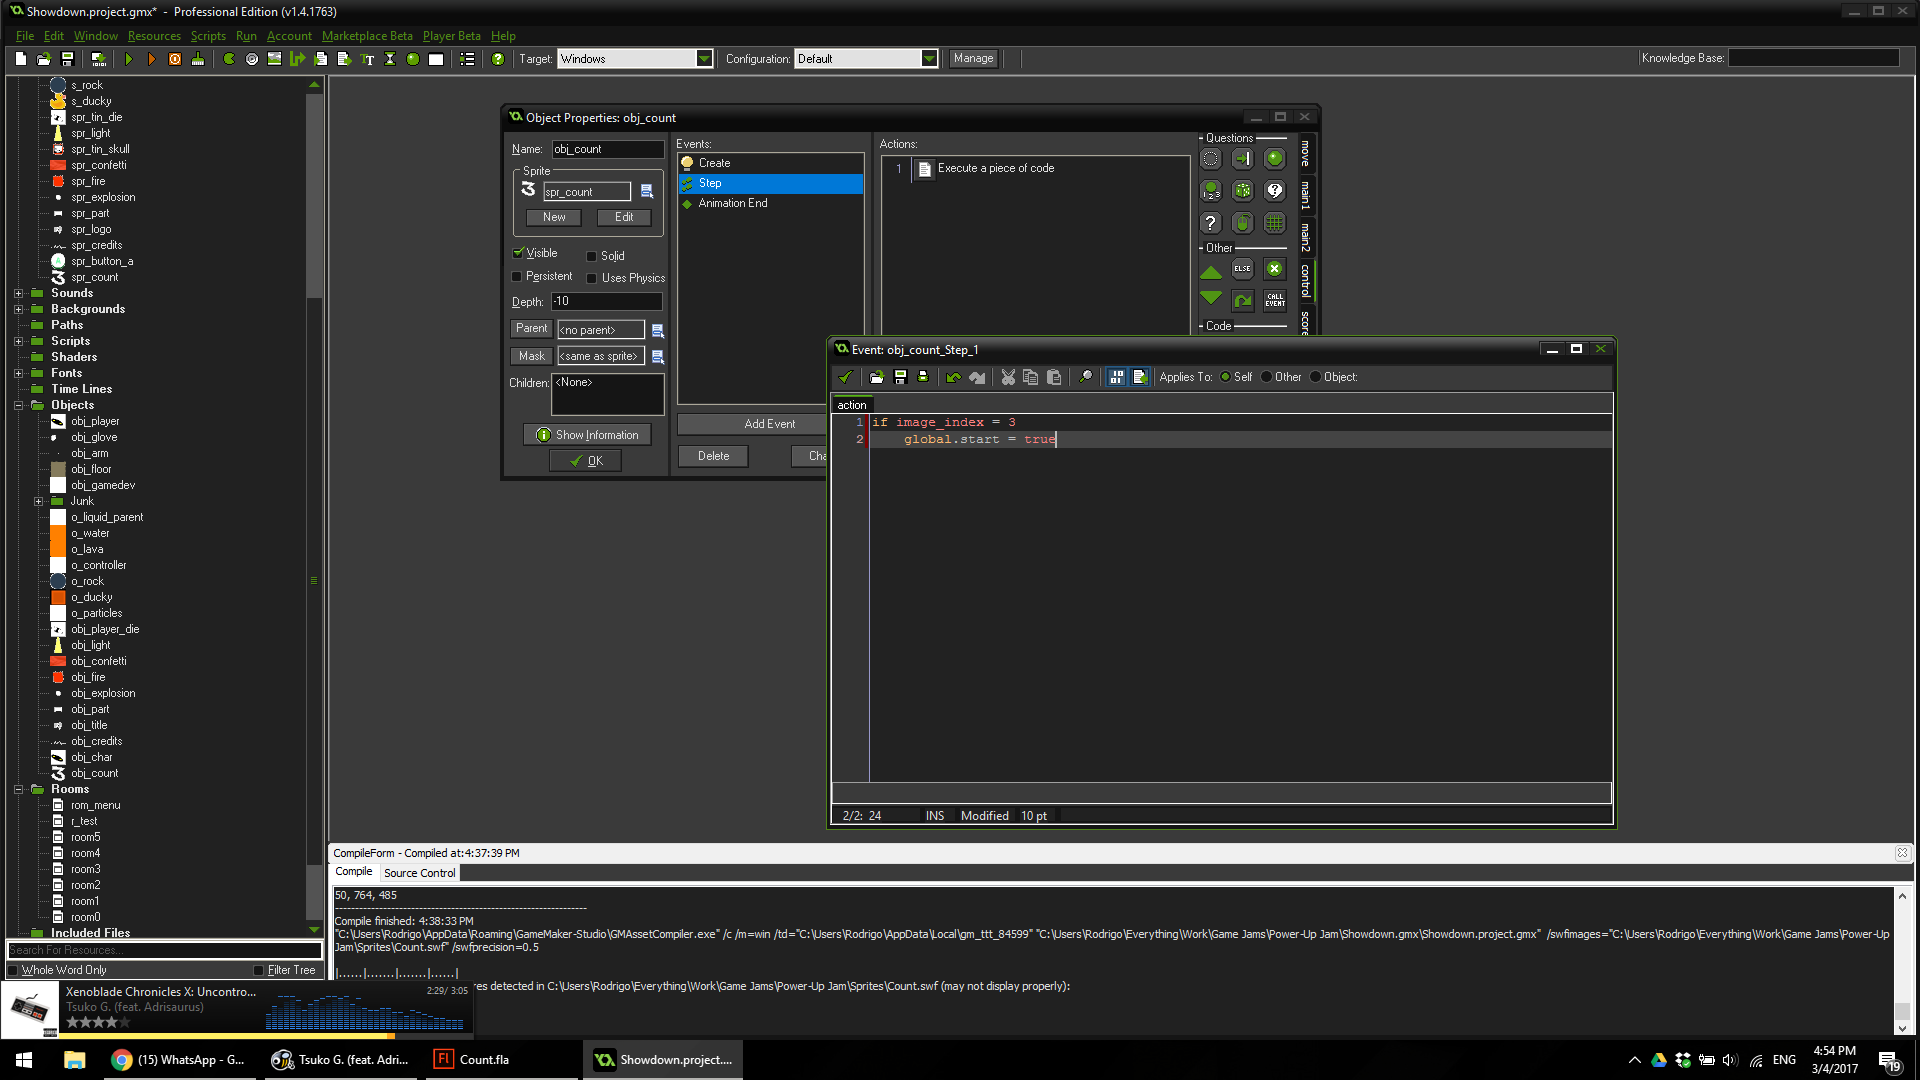 Showdown.project.gmx* - Professional Edition (v1.4.1763)
File Edit Window Resources Scripts Run Account Marketplace Beta Player Beta Help
Target: Windows Configuration: Default Manage Knowledge Base:
s_rock
s_ducky
spr_tin_die
spr_light
spr_tin_skull
spr_confetti
spr_fire
spr_explosion
spr_part
spr_logo
spr_credits
spr_button_a
spr_count
Sounds
Backgrounds
Paths
Scripts
Shaders
Fonts
Time Lines
Objects
obj_player
obj_glove
obj_arm
obj_floor
obj_gamedev
Junk
o_liquid_parent
o_water
o_lava
o_controller
o_rock
o_ducky
o_particles
obj_player_die
obj_light
obj_confetti
obj_fire
obj_explosion
obj_part
obj_title
obj_credits
obj_char
obj_count
Rooms
rom_menu
r_test
room5
room4
room3
room2
room1
room0
Included Files
Search For Resources...
Whole Word Only Filter Tree
Object Properties: obj_count
Name: obj_count
Sprite
spr_count
New Edit
Visible Solid
Persistent Uses Physics
Depth: -10
Parent <no parent>
Mask <same as sprite>
Children: <None>
Show Information
OK
Events:
Create
Step
Animation End
Add Event
Delete Cha
Actions:
1 Execute a piece of code
Questions
Other
ELSE
CALL EVENT
Code
move
main1
main2
control
score
Event: obj_count_Step_1
Applies To: Self Other Object:
action
1 if image_index = 3
2 global.start = true
2/2: 24 INS Modified 10 pt
CompileForm - Compiled at:4:37:39 PM
Compile Source Control
50, 764, 485
Compile finished: 4:38:33 PM
"C:\Users\Rodrigo\AppData\Roaming\GameMaker-Studio\GMAssetCompiler.exe" /c /m=win /td="C:\Users\Rodrigo\AppData\Local\gm_ttt_84599" "C:\Users\Rodrigo\Everything\Work\Game Jams\Power-Up Jam\Showdown.gmx\Showdown.project.gmx" /swfimages="C:\Users\Rodrigo\Everything\Work\Game Jams\Power-Up
Jam\Sprites\Count.swf" /swfprecision=0.5
|......|.......|.......|......|
res detected in C:\Users\Rodrigo\Everything\Work\Game Jams\Power-Up Jam\Sprites\Count.swf (may not display properly):
Xenoblade Chronicles X: Uncontro... 2:29/ 3:05
Tsuko G. (feat. Adrisaurus)
(15) WhatsApp - G... Tsuko G. (feat. Adri... Fl Count.fla Showdown.project....
ENG 4:54 PM
3/4/2017
19